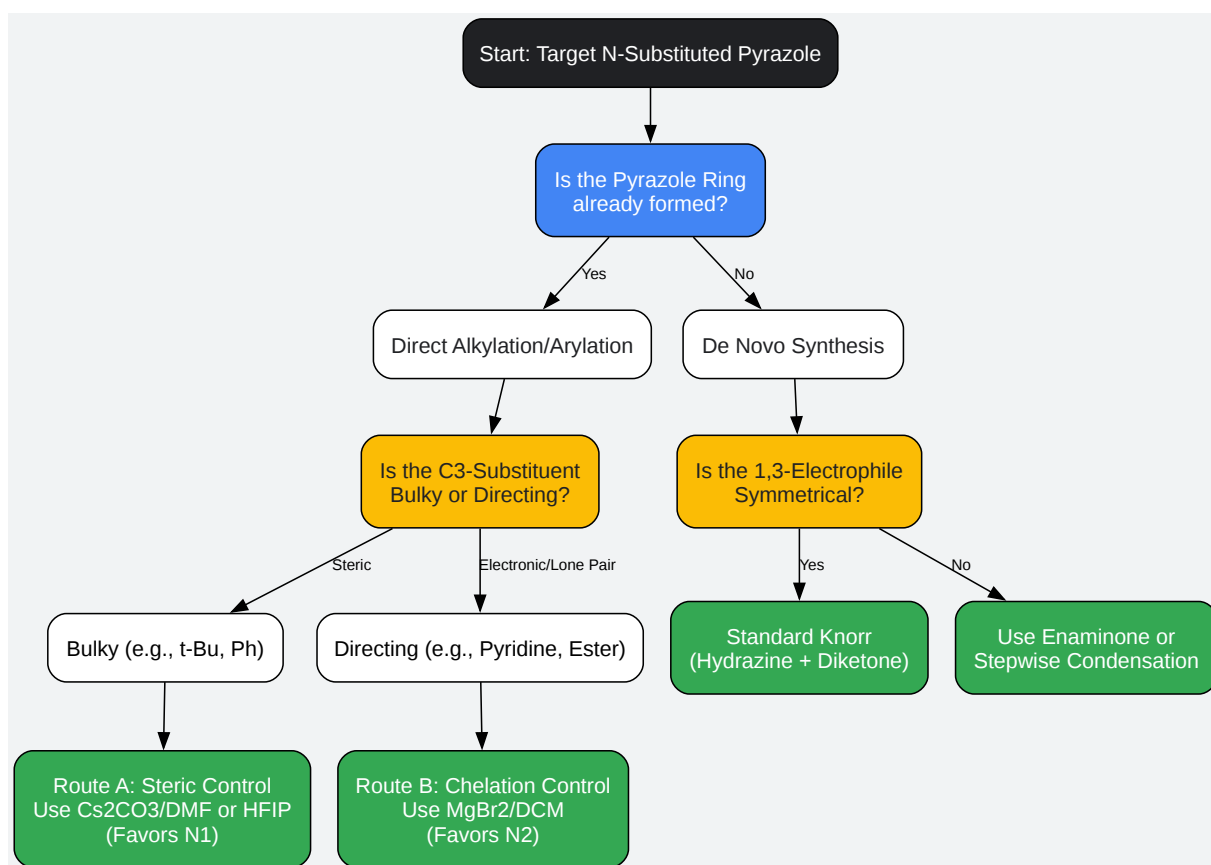 Start: Target N-Substituted Pyrazole
Is the Pyrazole Ring
already formed?
Yes
No
Direct Alkylation/Arylation
De Novo Synthesis
Is the C3-Substituent
Bulky or Directing?
Is the 1,3-Electrophile
Symmetrical?
Steric
Electronic/Lone Pair
Yes
No
Bulky (e.g., t-Bu, Ph)
Directing (e.g., Pyridine, Ester)
Standard Knorr
(Hydrazine + Diketone)
Use Enaminone or
Stepwise Condensation
Route A: Steric Control
Use Cs2CO3/DMF or HFIP
(Favors N1)
Route B: Chelation Control
Use MgBr2/DCM
(Favors N2)